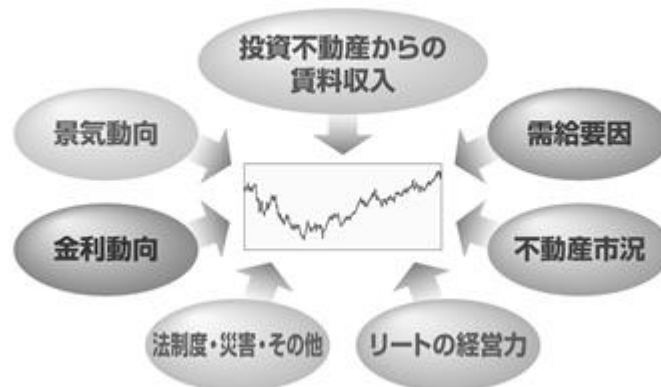 投資不動産からの
賃料収入
景気動向
需給要因
金利動向
不動産市況
法制度・災害・その他
リートの経営力